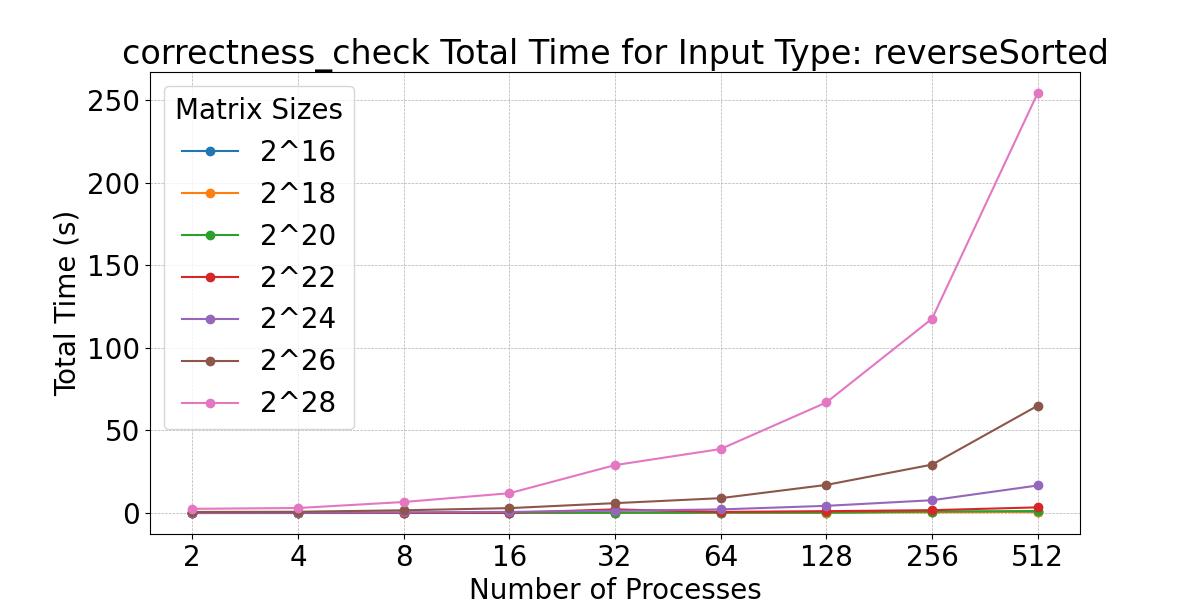 correctness_check Total Time for Input Type: reverseSorted
Total Time (s)
250
200
150
100
50
0
Matrix Sizes
2^16
2^18
2^20
2^22
2^24
2^26
2^28
2 4 8 16 32 64 128 256 512
Number of Processes